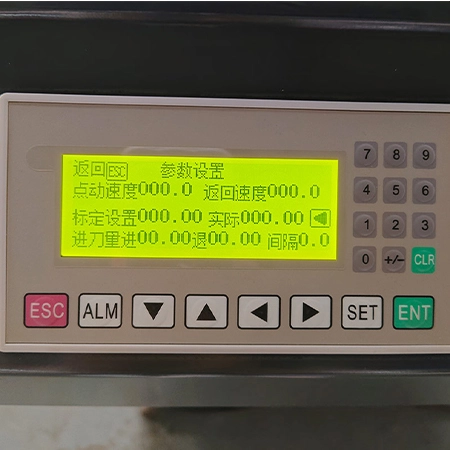 返回ESC 参数设置
点动速度000.0 返回速度000.0
标定设置000.00 实际000.00
进刀量进00.00退00.00 间隔0.0
7 8 9
4 5 6
1 2 3
0 +/- CLR
ESC ALM SET ENT